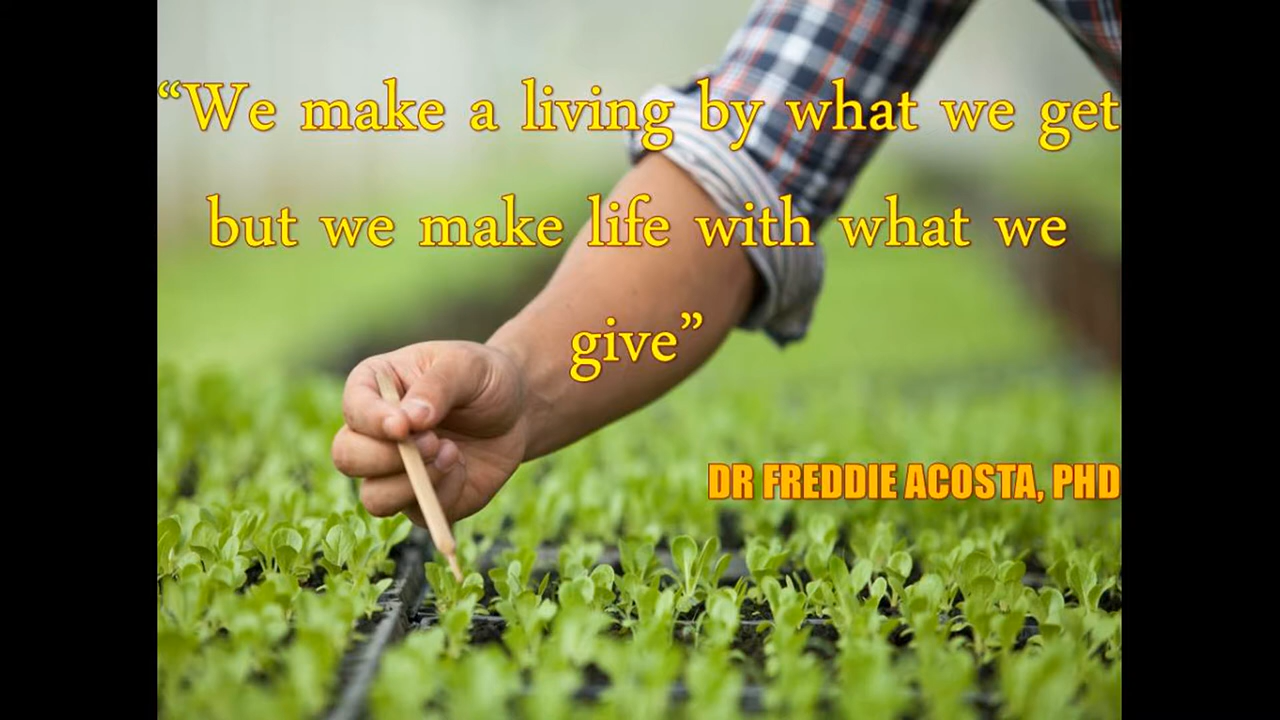 “We make a living by what we get
but we make life with what we
give”
DR FREDDIE ACOSTA, PHD